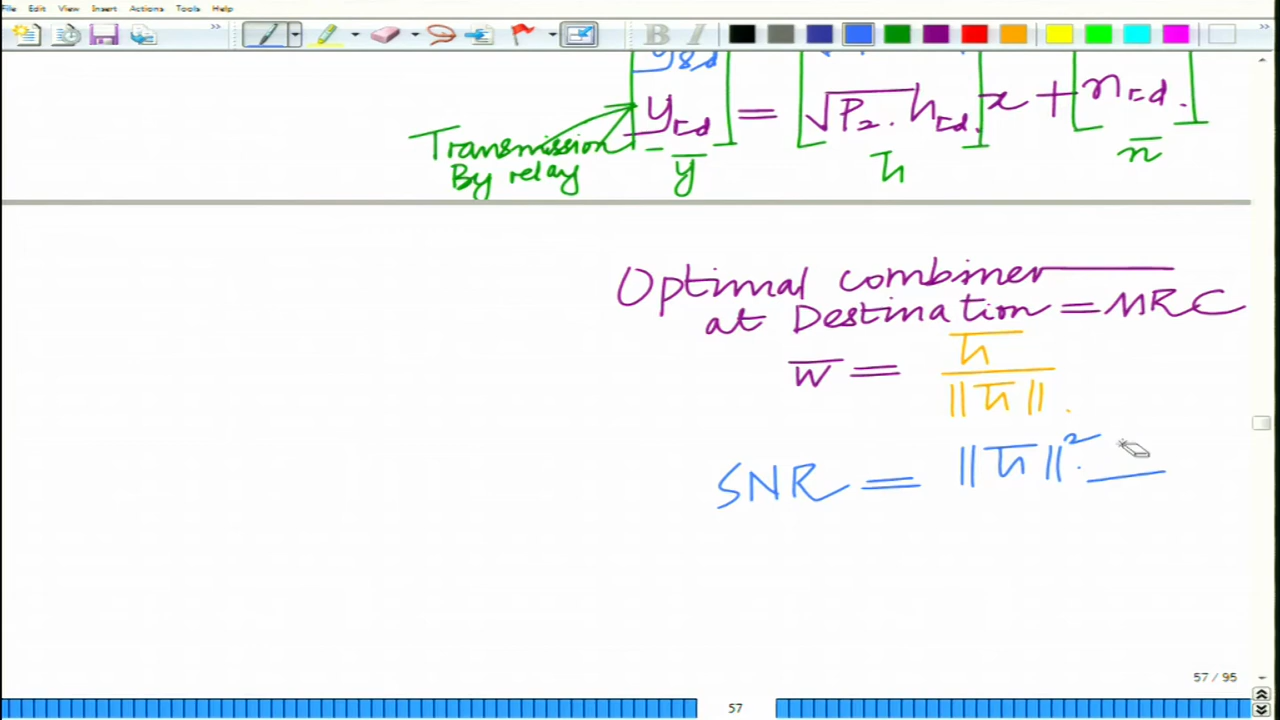 File Edit View Insert Actions Tools Help
B I
y_sd
y_rd = √P₂. h_rd. x + n_rd.
Transmission
By relay
y̅ h̅ n̅
Optimal combiner
at Destination = MRC
w̅ = h̅ / ||h̅||.
SNR = ||h̅||².
57 / 95
57